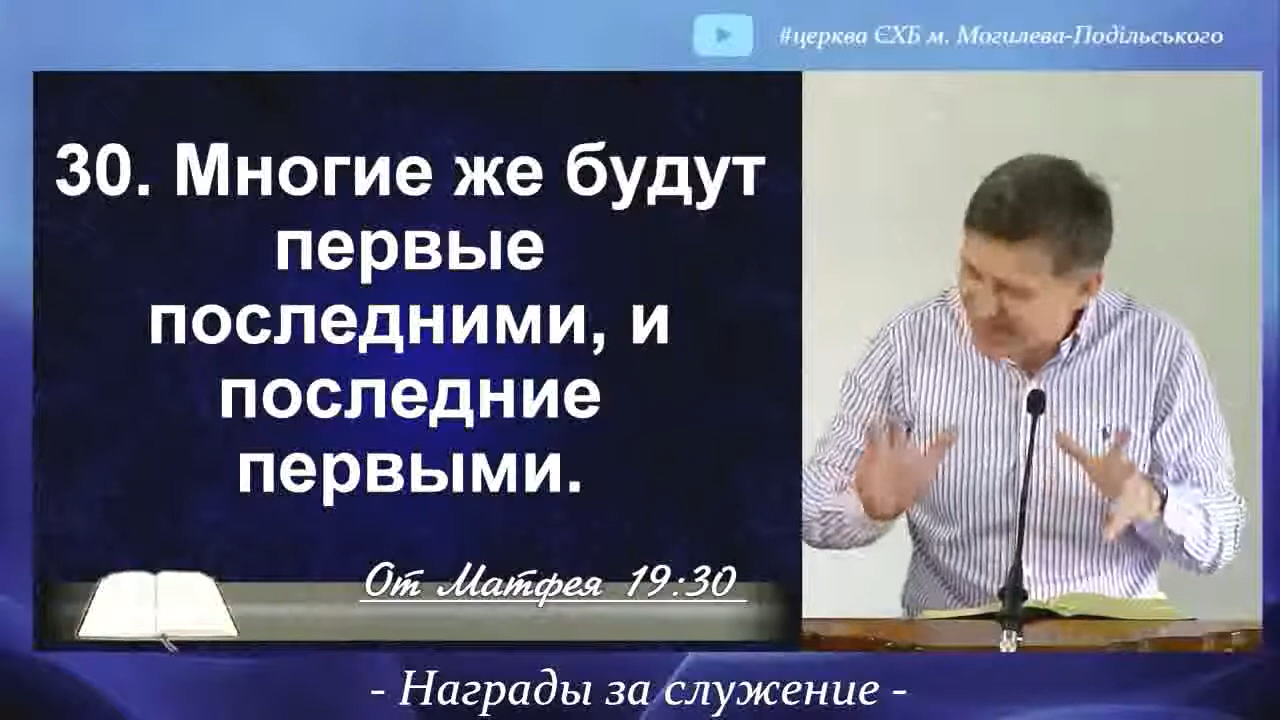 #церква ЄХБ м. Могилева-Подільського
30. Многие же будут
первые
последними, и
последние
первыми.
От Матфея 19:30
- Награды за служение -